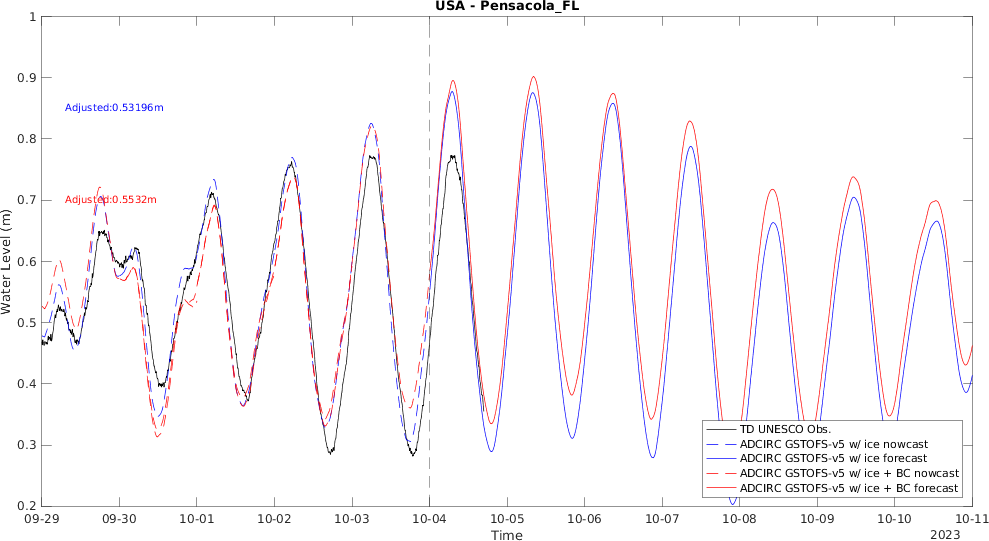 USA - Pensacola_FL
1
0.9
0.8
0.7
0.6
0.5
0.4
0.3
0.2
Water Level (m)
Adjusted:0.53196m
Adjusted:0.5532m
TD UNESCO Obs.
ADCIRC GSTOFS-v5 w/ ice nowcast
ADCIRC GSTOFS-v5 w/ ice forecast
ADCIRC GSTOFS-v5 w/ ice + BC nowcast
ADCIRC GSTOFS-v5 w/ ice + BC forecast
09-29 09-30 10-01 10-02 10-03 10-04 10-05 10-06 10-07 10-08 10-09 10-10 10-11
Time
2023